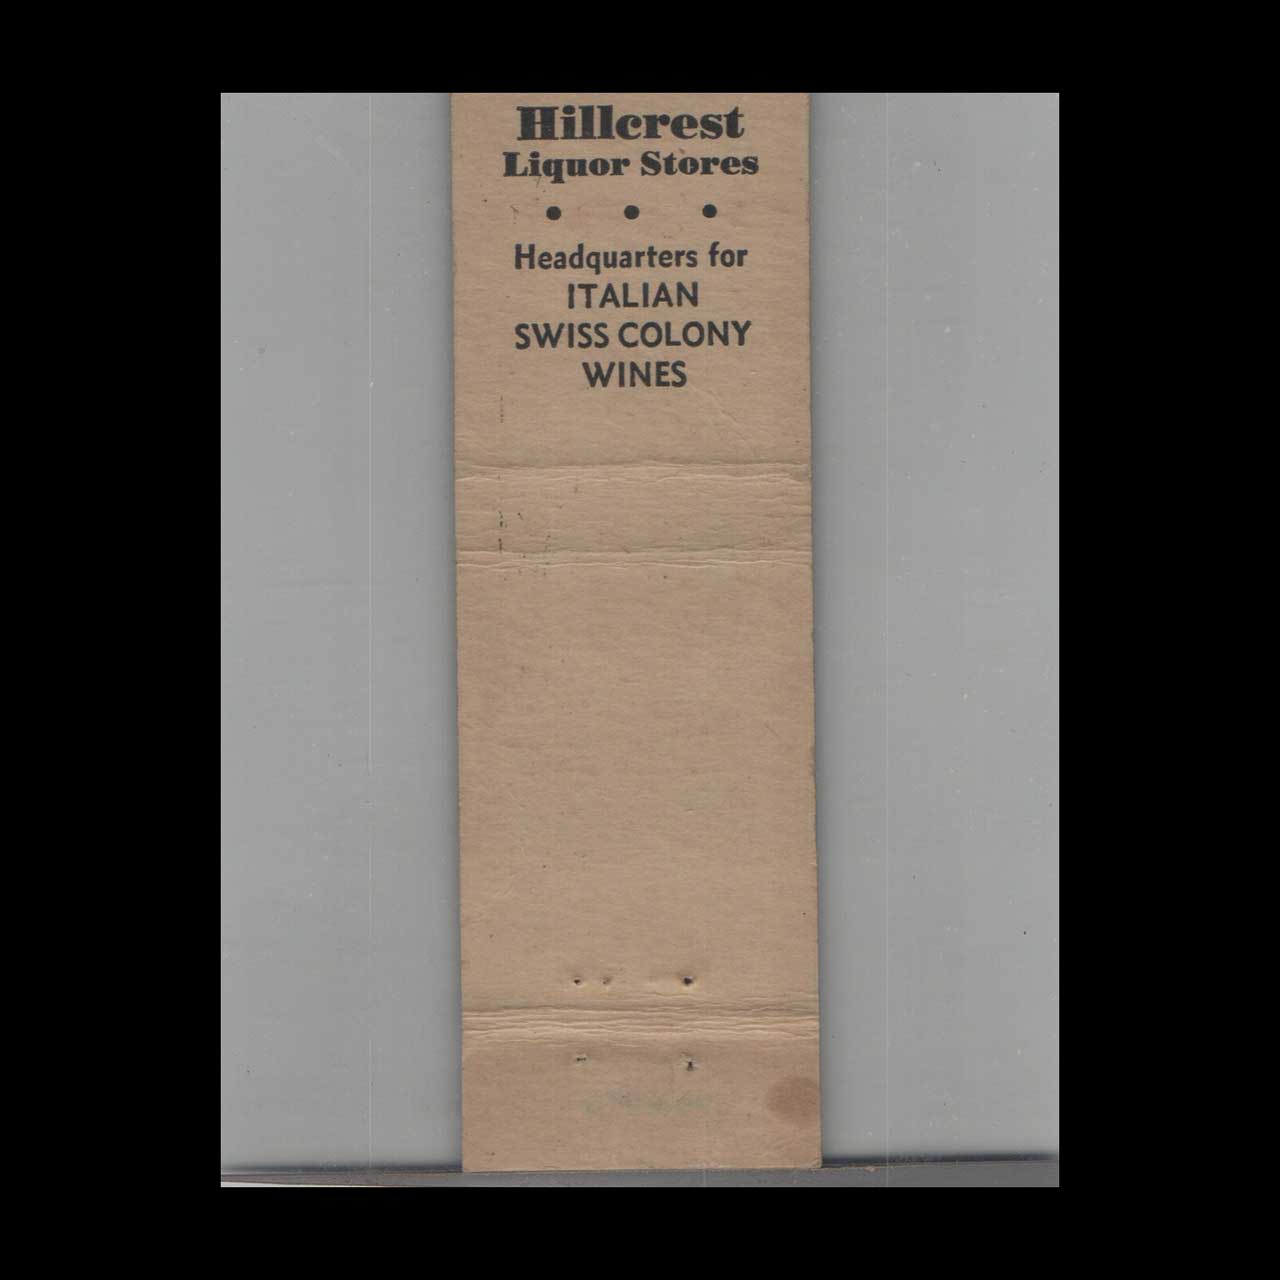 Hillcrest
Liquor Stores
• • •
Headquarters for
ITALIAN
SWISS COLONY
WINES